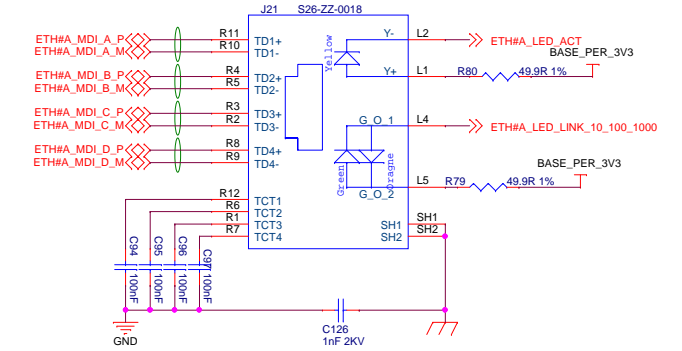 J21 S26-ZZ-0018
ETH#A_MDI_A_P R11 TD1+ Y- L2 ETH#A_LED_ACT
ETH#A_MDI_A_M R10 TD1-
Yellow
BASE_PER_3V3
ETH#A_MDI_B_P R4 TD2+ Y+ L1 R80 49.9R 1%
ETH#A_MDI_B_M R5 TD2-
ETH#A_MDI_C_P R3 TD3+ G_O_1 L4 ETH#A_LED_LINK_10_100_1000
ETH#A_MDI_C_M R2 TD3-
ETH#A_MDI_D_P R8 TD4+
ETH#A_MDI_D_M R9 TD4-
Green
Oragne
BASE_PER_3V3
G_O_2 L5 R79 49.9R 1%
R12 TCT1
R6 TCT2
R1 TCT3 SH1 SH1
R7 TCT4 SH2 SH2
C94 100nF
C95 100nF
C96 100nF
C97 100nF
GND
C126
1nF 2KV